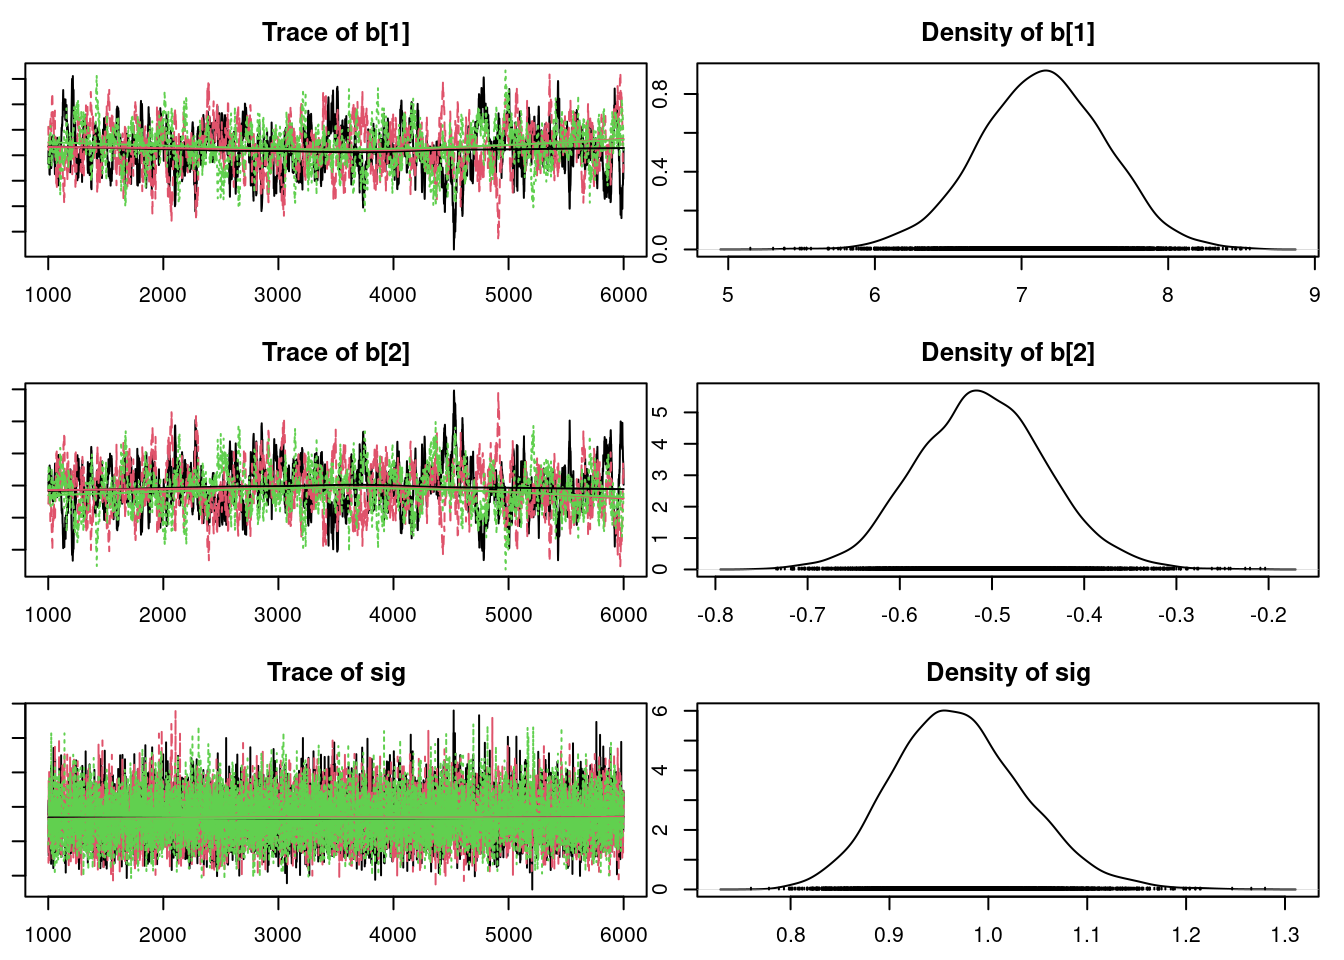 Trace of b[1]
1000 2000 3000 4000 5000 6000
Density of b[1]
0.0 0.4 0.8
5 6 7 8 9
Trace of b[2]
1000 2000 3000 4000 5000 6000
Density of b[2]
0 1 2 3 4 5
-0.8 -0.7 -0.6 -0.5 -0.4 -0.3 -0.2
Trace of sig
1000 2000 3000 4000 5000 6000
Density of sig
0 2 4 6
0.8 0.9 1.0 1.1 1.2 1.3